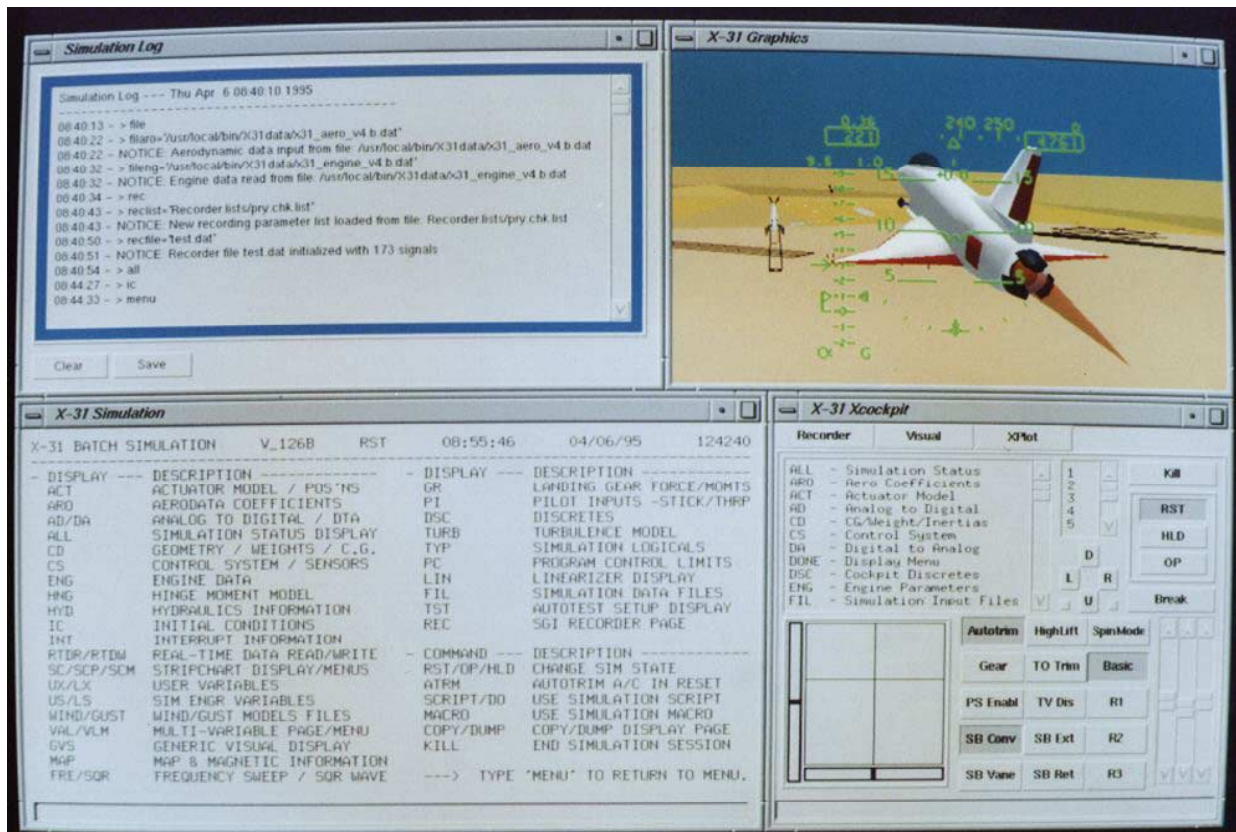 Simulation Log
Simulation Log --- Thu Apr 6 08:40:10 1995
08:40:13 - > file
08:40:22 - > filaro="/usr/local/bin/X31data/x31_aero_v4.b.dat"
08:40:22 - NOTICE: Aerodynamic data input from file: /usr/local/bin/X31data/x31_aero_v4.b.dat
08:40:32 - > fileng="/usr/local/bin/X31data/x31_engine_v4.b.dat"
08:40:32 - NOTICE: Engine data read from file: /usr/local/bin/X31data/x31_engine_v4.b.dat
08:40:34 - > rec
08:40:43 - > reclist="Recorder.lists/pry.chk.list"
08:40:43 - NOTICE: New recording parameter list loaded from file: Recorder.lists/pry.chk.list
08:40:50 - > recfile="test.dat"
08:40:51 - NOTICE: Recorder file test.dat initialized with 173 signals
08:40:54 - > all
08:44:27 - > ic
08:44:33 - > menu
Clear Save
X-31 Graphics
0.36 240 250 0
221 4761
9.5 1.0 15 +0.0 15
10
5 5
α G
X-31 Simulation
X-31 BATCH SIMULATION V_126B RST 08:55:46 04/06/95 124240
- DISPLAY --- DESCRIPTION ------------ - DISPLAY --- DESCRIPTION ------------
ACT ACTUATOR MODEL / POS'NS GR LANDING GEAR FORCE/MOMTS
ARO AERODATA COEFFICIENTS PI PILOT INPUTS -STICK/THRP
AD/DA ANALOG TO DIGITAL / DTA DSC DISCRETES
ALL SIMULATION STATUS DISPLAY TURB TURBULENCE MODEL
CD GEOMETRY / WEIGHTS / C.G. TYP SIMULATION LOGICALS
CS CONTROL SYSTEM / SENSORS PC PROGRAM CONTROL LIMITS
ENG ENGINE DATA LIN LINEARIZER DISPLAY
HNG HINGE MOMENT MODEL FIL SIMULATION DATA FILES
HYD HYDRAULICS INFORMATION TST AUTOTEST SETUP DISPLAY
IC INITIAL CONDITIONS REC SGI RECORDER PAGE
INT INTERRUPT INFORMATION
RTDR/RTDW REAL-TIME DATA READ/WRITE - COMMAND --- DESCRIPTION ------------
SC/SCP/SCM STRIPCHART DISPLAY/MENUS RST/OP/HLD CHANGE SIM STATE
UX/LX USER VARIABLES ATRM AUTOTRIM A/C IN RESET
US/LS SIM ENGR VARIABLES SCRIPT/DO USE SIMULATION SCRIPT
WIND/GUST WIND/GUST MODELS FILES MACRO USE SIMULATION MACRO
VAL/VLM MULTI-VARIABLE PAGE/MENU COPY/DUMP COPY/DUMP DISPLAY PAGE
GVS GENERIC VISUAL DISPLAY KILL END SIMULATION SESSION
MAP MAP & MAGNETIC INFORMATION
FRE/SQR FREQUENCY SWEEP / SQR WAVE ---> TYPE "MENU" TO RETURN TO MENU.
X-31 Xcockpit
Recorder Visual XPlot
ALL - Simulation Status 1 Kill
ARO - Aero Coefficients 2
ACT - Actuator Model 3
AD - Analog to Digital 4 RST
CD - CG/Weight/Inertias 5
CS - Control System HLD
DA - Digital to Analog
DONE - Display Menu D OP
DSC - Cockpit Discretes
ENG - Engine Parameters L R
FIL - Simulation Input Files U Break
Autotrim HighLift SpinMode
Gear TO Trim Basic
PS Enabl TV Dis R1
SB Conv SB Ext R2
SB Vane SB Ret R3